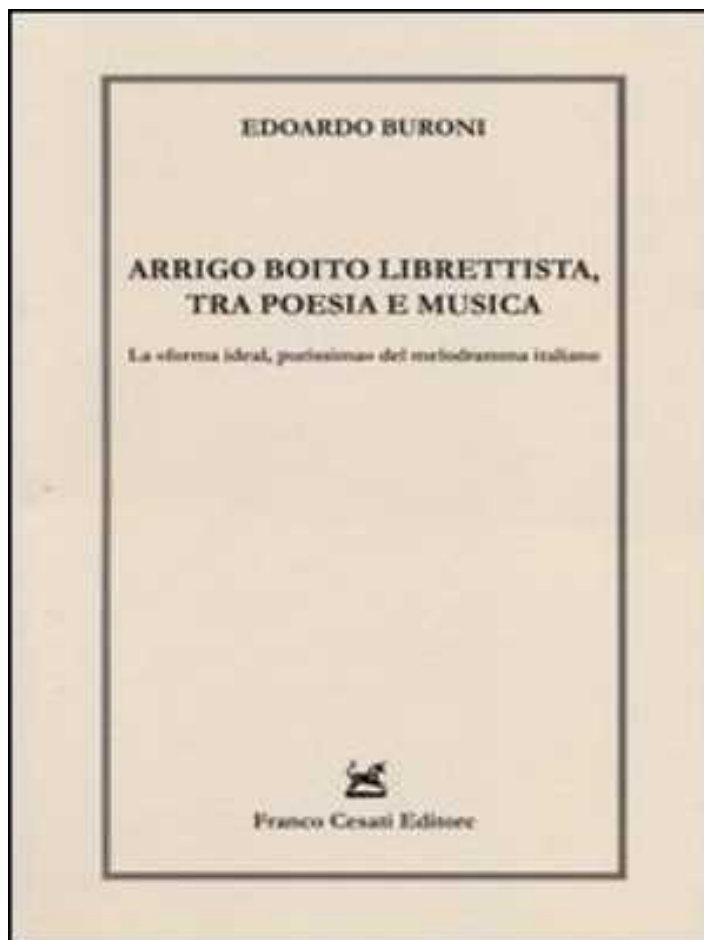 EDOARDO BURONI
ARRIGO BOITO LIBRETTISTA,
TRA POESIA E MUSICA
La «forma ideal, purissima» del melodramma italiano
Franco Cesati Editore